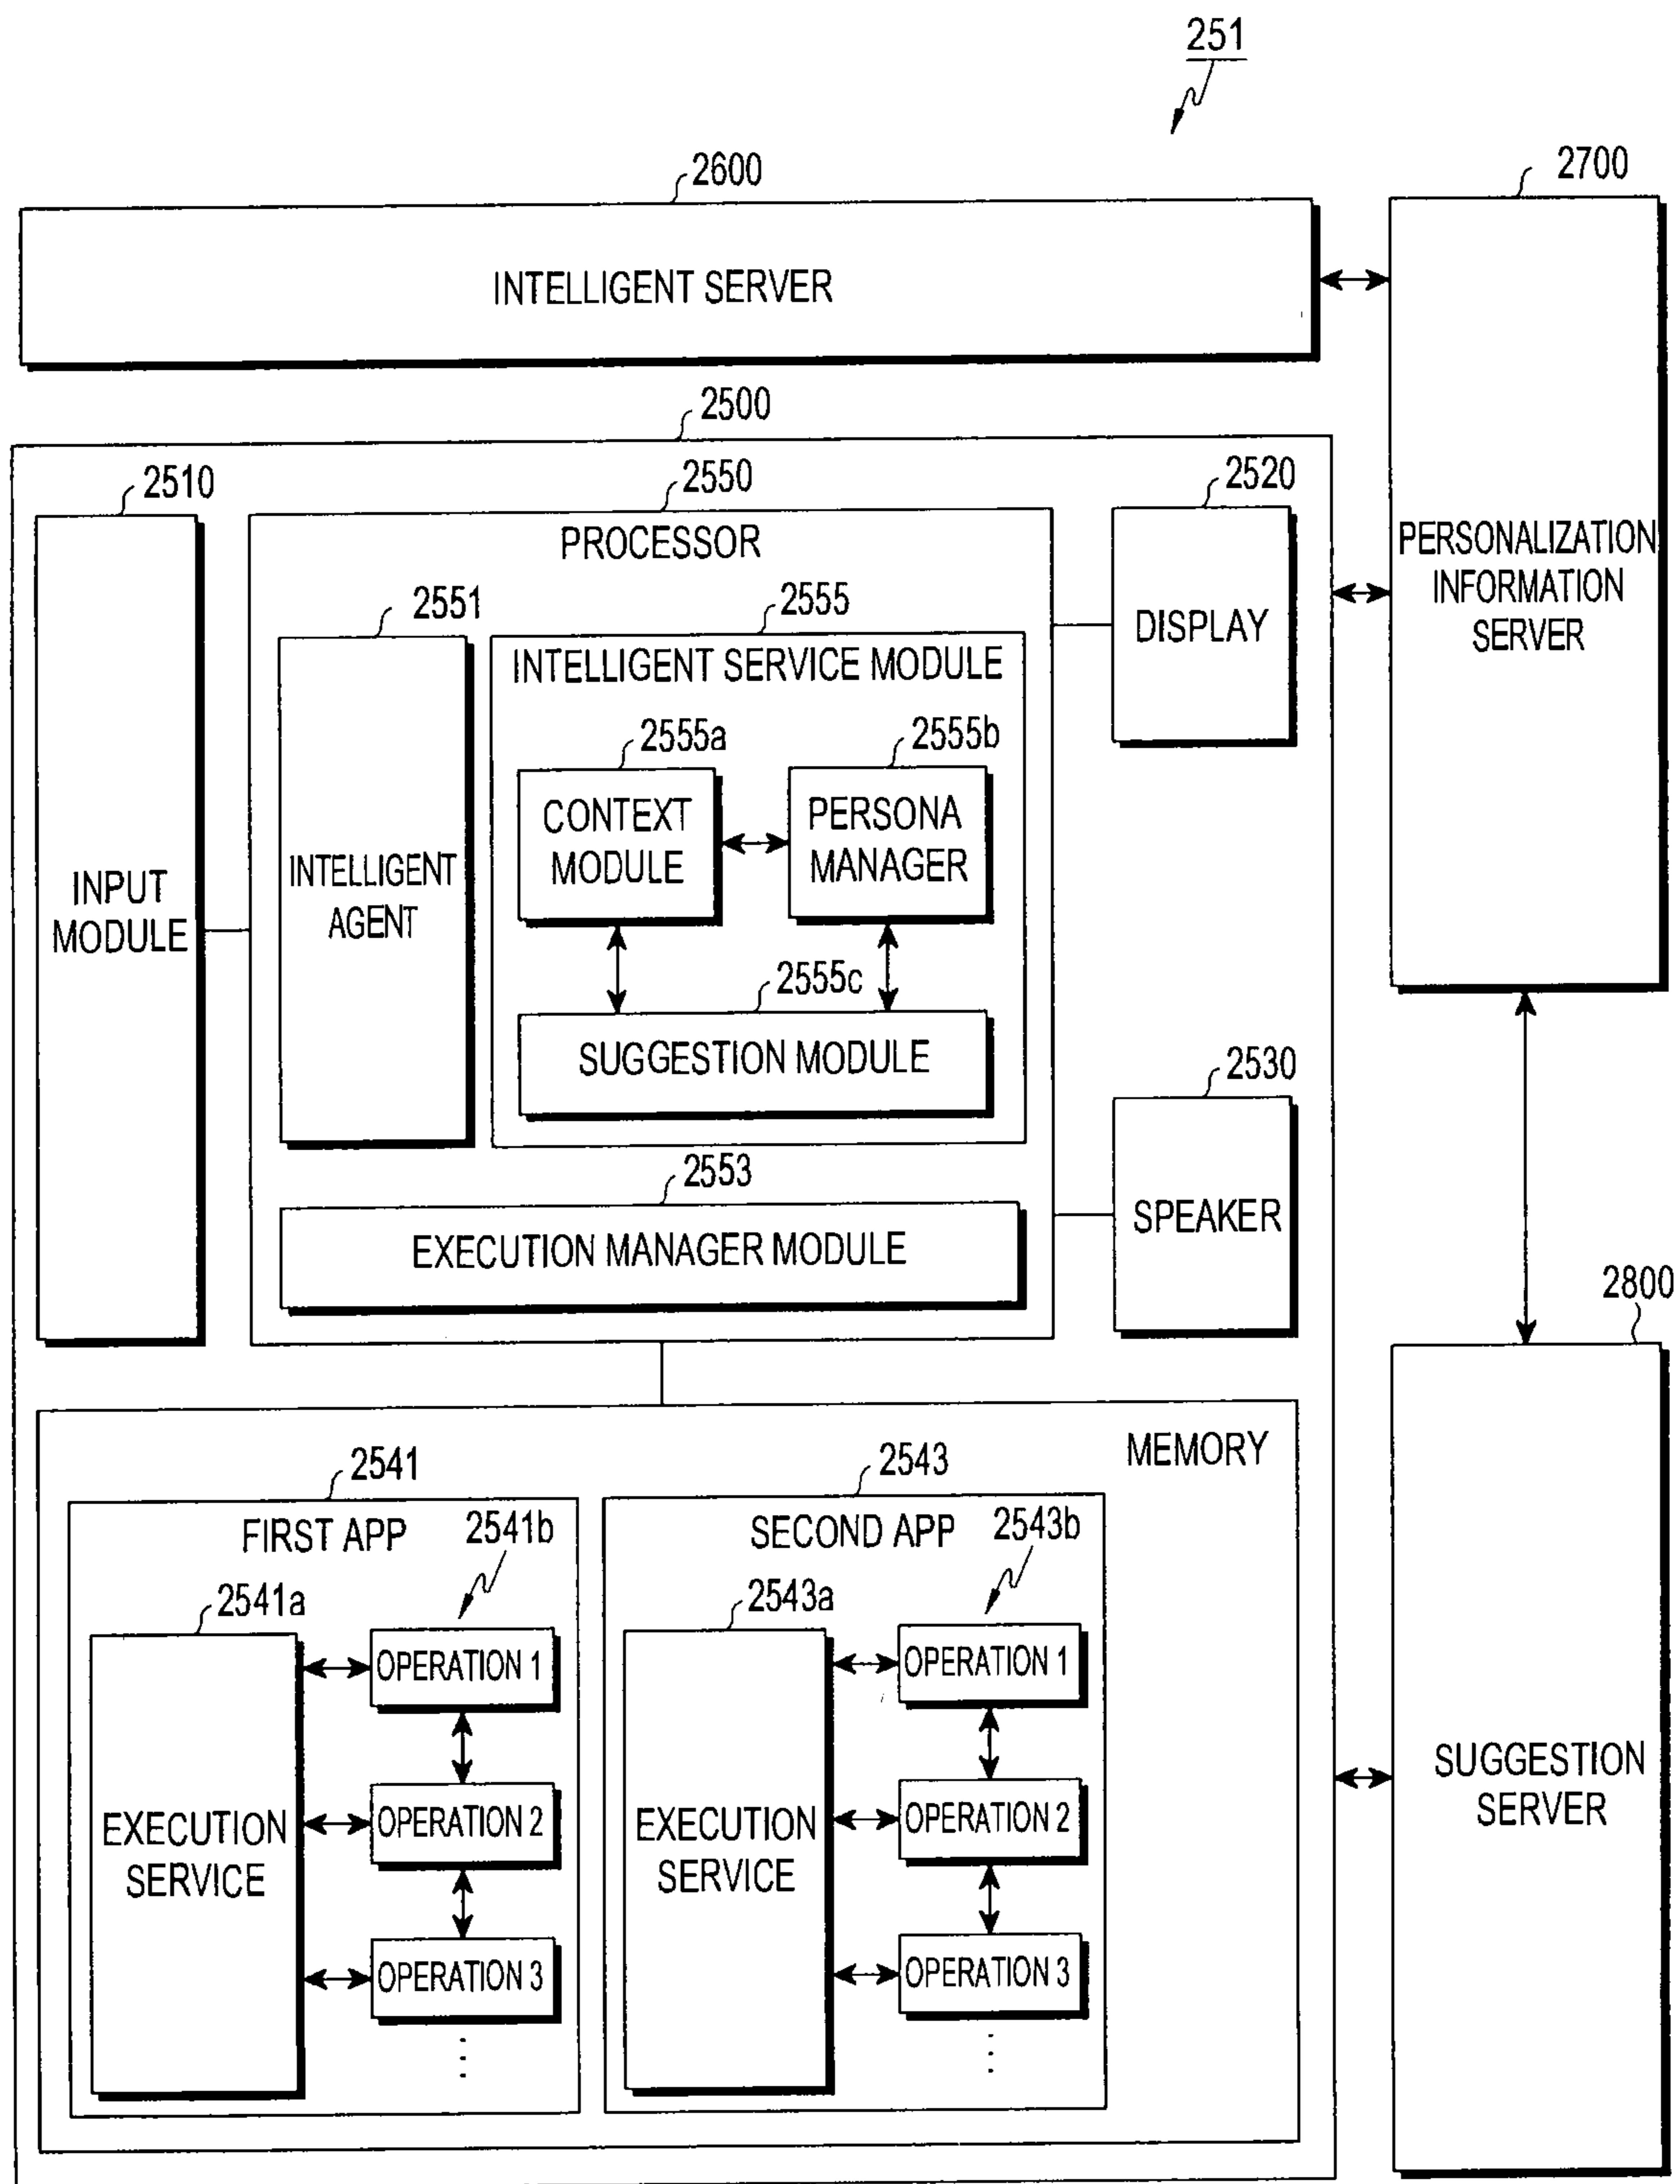 251
2600
2700
INTELLIGENT SERVER
2500
2510
2550
2520
PROCESSOR
PERSONALIZATION
INFORMATION
SERVER
2551
2555
DISPLAY
INTELLIGENT SERVICE MODULE
2555a
2555b
CONTEXT
MODULE
PERSONA
MANAGER
INPUT
MODULE
INTELLIGENT
AGENT
2555c
SUGGESTION MODULE
2530
2553
SPEAKER
EXECUTION MANAGER MODULE
2800
MEMORY
2541
2543
FIRST APP
2541b
SECOND APP
2543b
2541a
2543a
OPERATION 1
OPERATION 1
SUGGESTION
SERVER
EXECUTION
SERVICE
OPERATION 2
EXECUTION
SERVICE
OPERATION 2
OPERATION 3
OPERATION 3